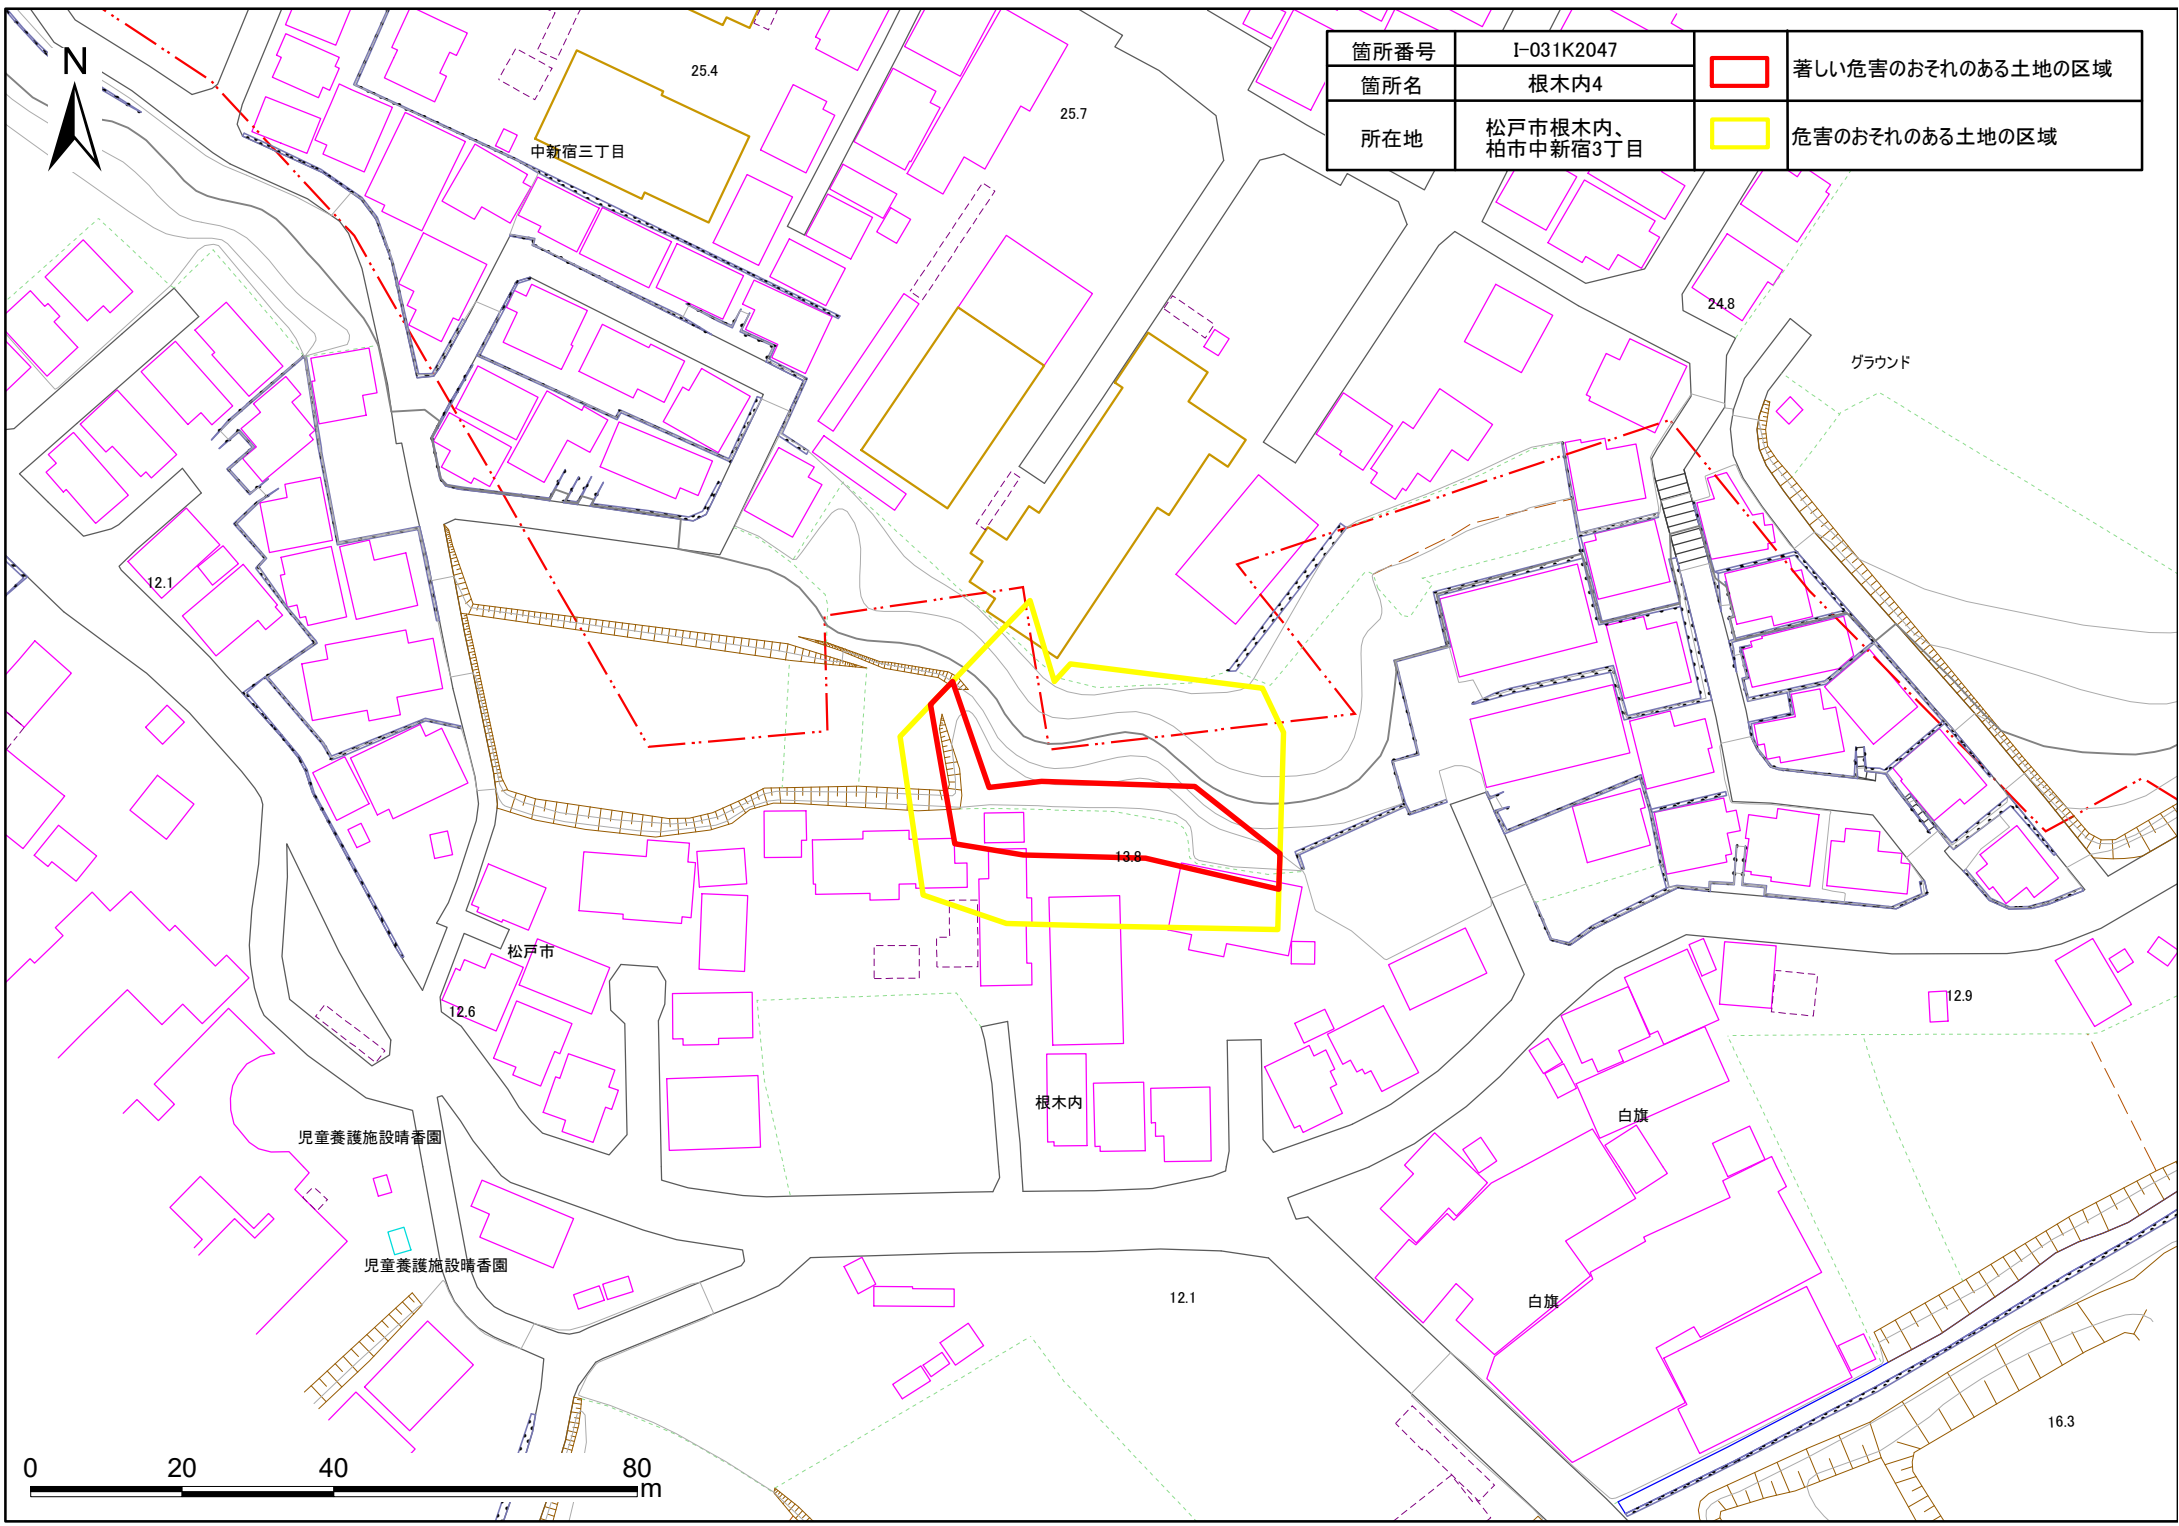 N
箇所番号 I-031K2047
著しい危害のおそれのある土地の区域
箇所名 根木内4
所在地 松戸市根木内、
柏市中新宿3丁目
危害のおそれのある土地の区域
25.4
25.7
中新宿三丁目
24.8
グラウンド
12.1
13.8
松戸市
12.6
12.9
根木内
白旗
児童養護施設晴香園
児童養護施設晴香園
12.1
白旗
16.3
0 20 40 80
m